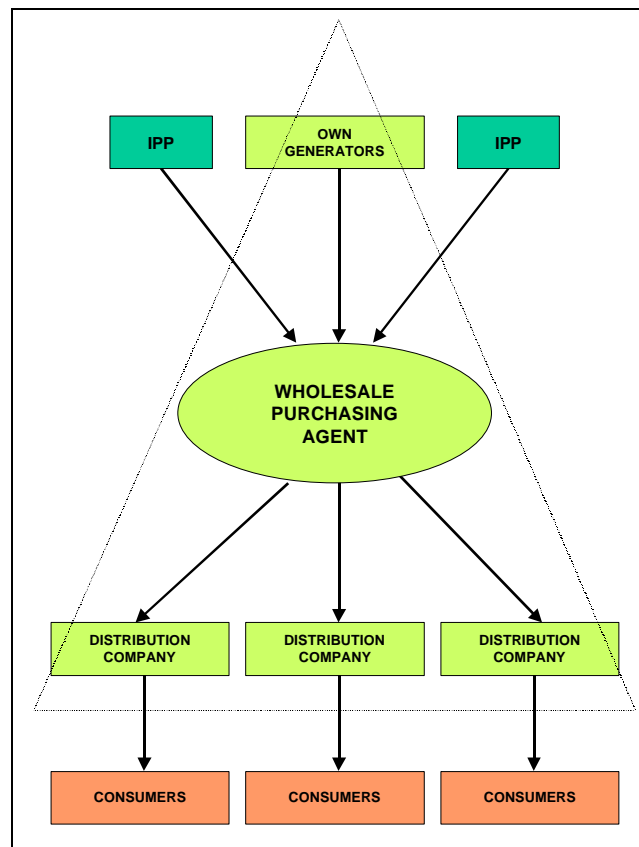 IPP
OWN
GENERATORS
IPP
WHOLESALE
PURCHASING
AGENT
DISTRIBUTION
COMPANY
DISTRIBUTION
COMPANY
DISTRIBUTION
COMPANY
CONSUMERS
CONSUMERS
CONSUMERS